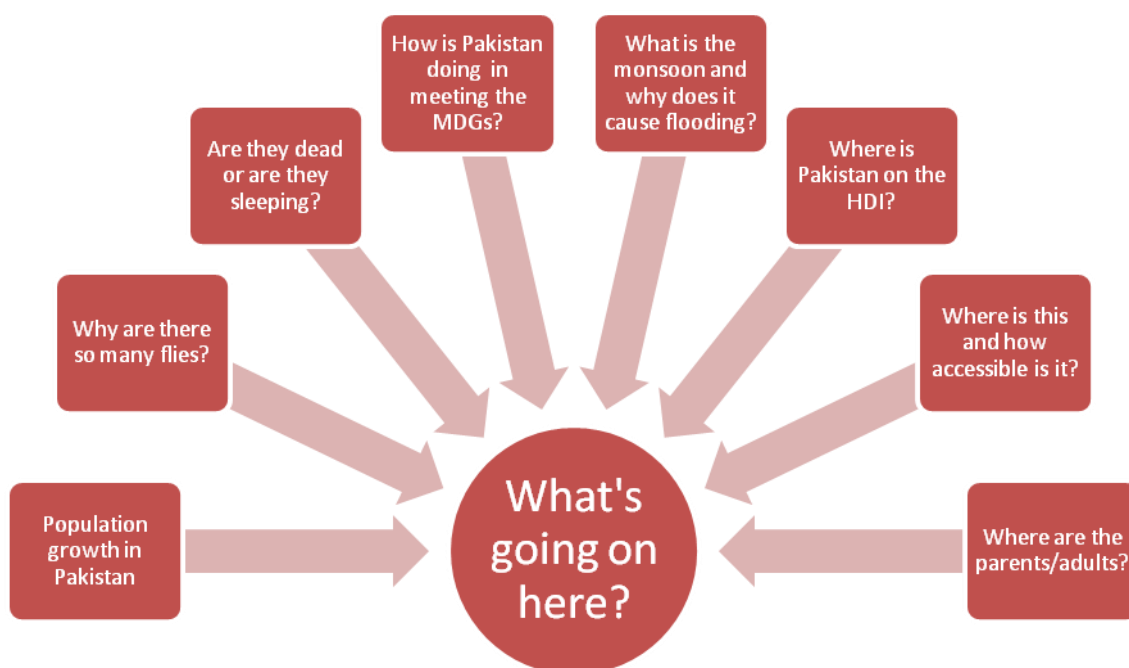 How is Pakistan
doing in
meeting the
MDGs?
What is the
monsoon and
why does it
cause flooding?
Are they dead
or are they
sleeping?
Where is
Pakistan on the
HDI?
Why are there
so many flies?
Where is this
and how
accessible is it?
Population
growth in
Pakistan
What's
going on
here?
Where are the
parents/adults?